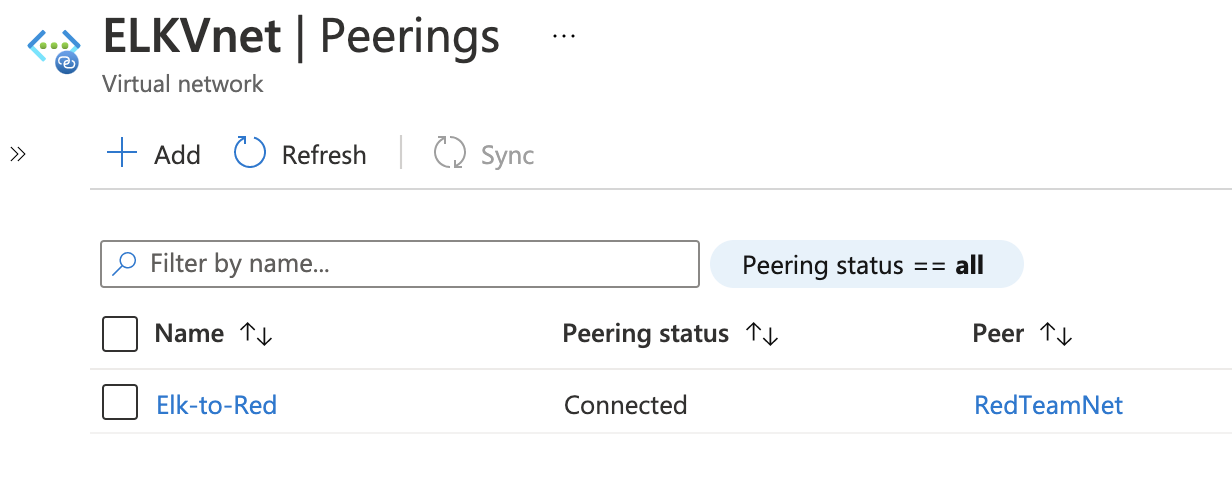 ELKVnet | Peerings ...
Virtual network
Add Refresh Sync
Filter by name...
Peering status == all
Name Peering status Peer
Elk-to-Red Connected RedTeamNet